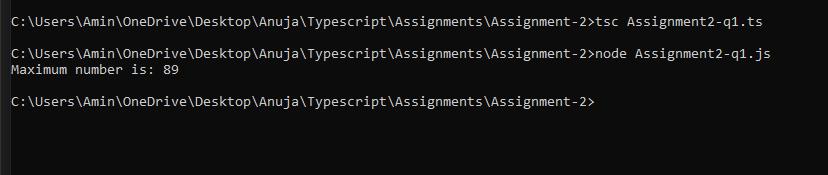 C:\Users\Amin\OneDrive\Desktop\Anuja\Typescript\Assignments\Assignment-2>tsc Assignment2-q1.ts
C:\Users\Amin\OneDrive\Desktop\Anuja\Typescript\Assignments\Assignment-2>node Assignment2-q1.js
Maximum number is: 89
C:\Users\Amin\OneDrive\Desktop\Anuja\Typescript\Assignments\Assignment-2>